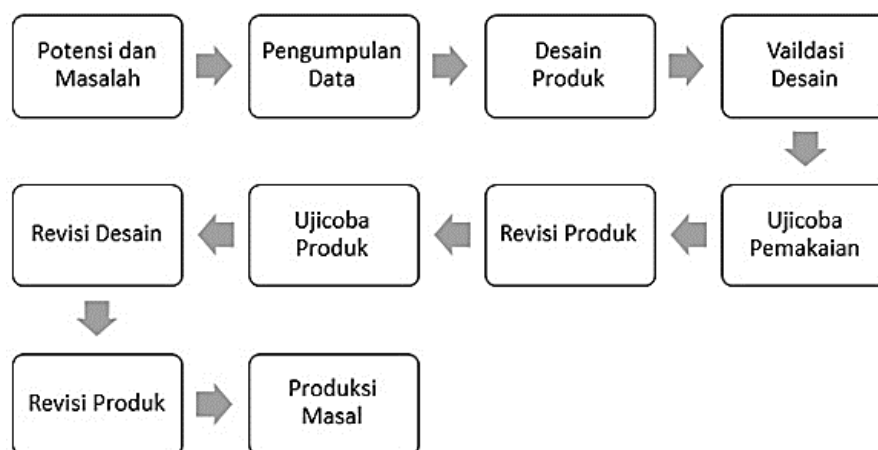 Potensi dan
Masalah
Pengumpulan
Data
Desain
Produk
Vaildasi
Desain
Ujicoba
Pemakaian
Revisi Produk
Ujicoba
Produk
Revisi Desain
Revisi Produk
Produksi
Masal